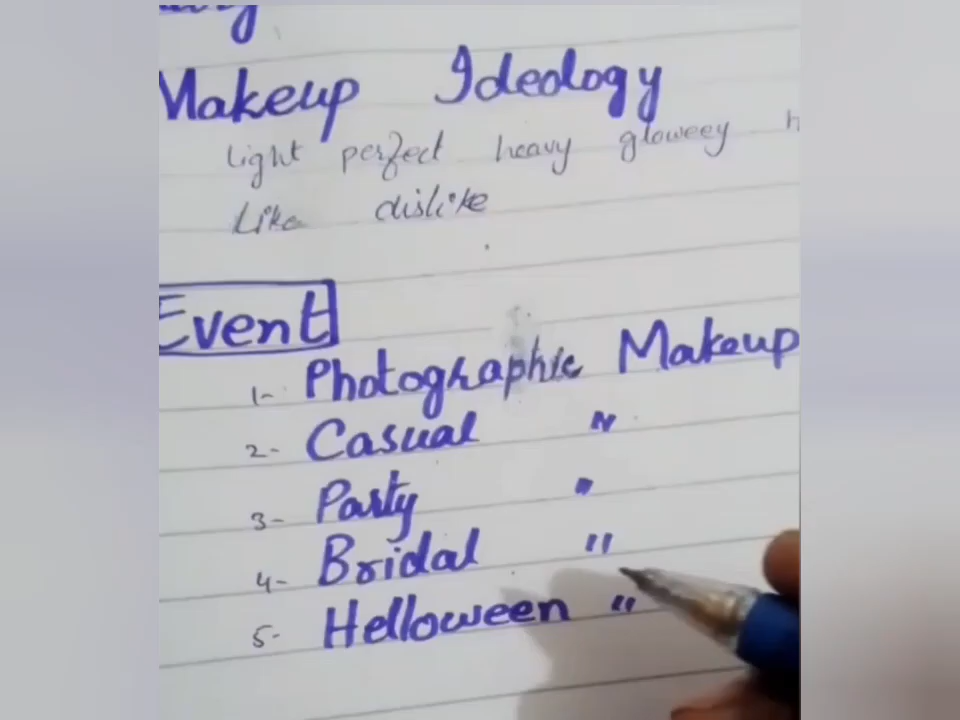 Makeup Ideology
Light perfect heavy gloweey
Like dislike
Event
1- Photographic Makeup
2- Casual "
3- Party "
4- Bridal "
5- Helloween "